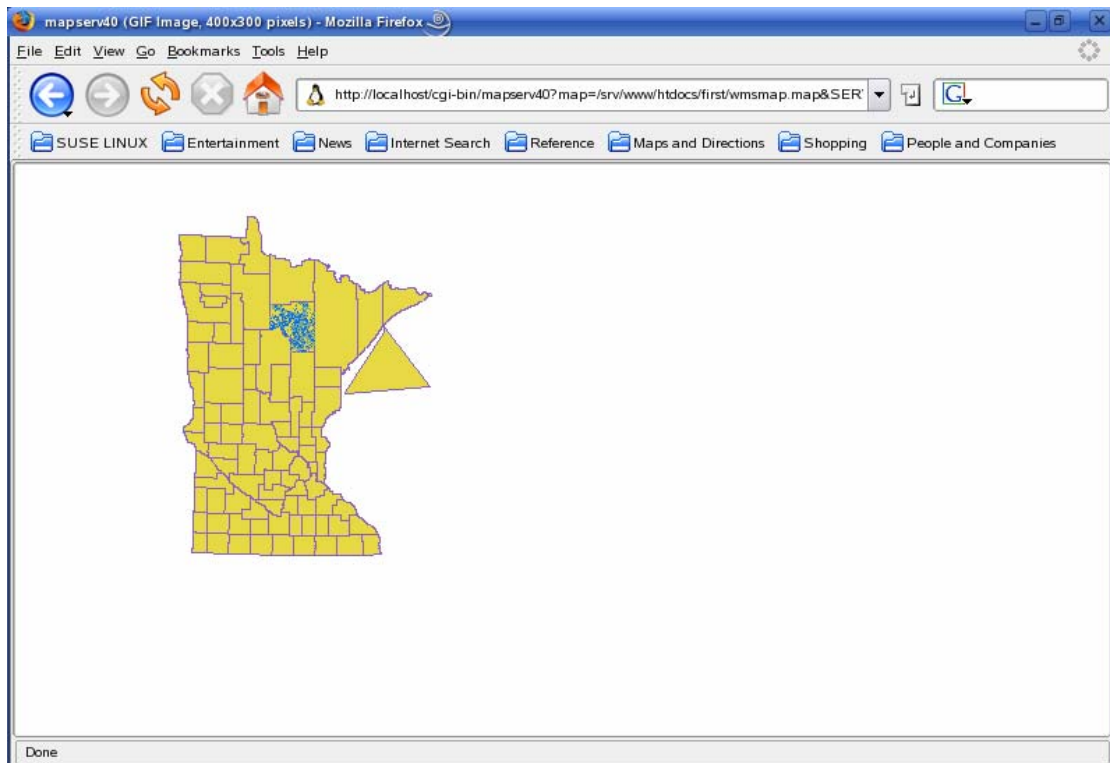 mapserv40 (GIF Image, 400x300 pixels) - Mozilla Firefox
File Edit View Go Bookmarks Tools Help
http://localhost/cgi-bin/mapserv40?map=/srv/www/htdocs/first/wmsmap.map&SER
G
SUSE LINUX Entertainment News Internet Search Reference Maps and Directions Shopping People and Companies
Done